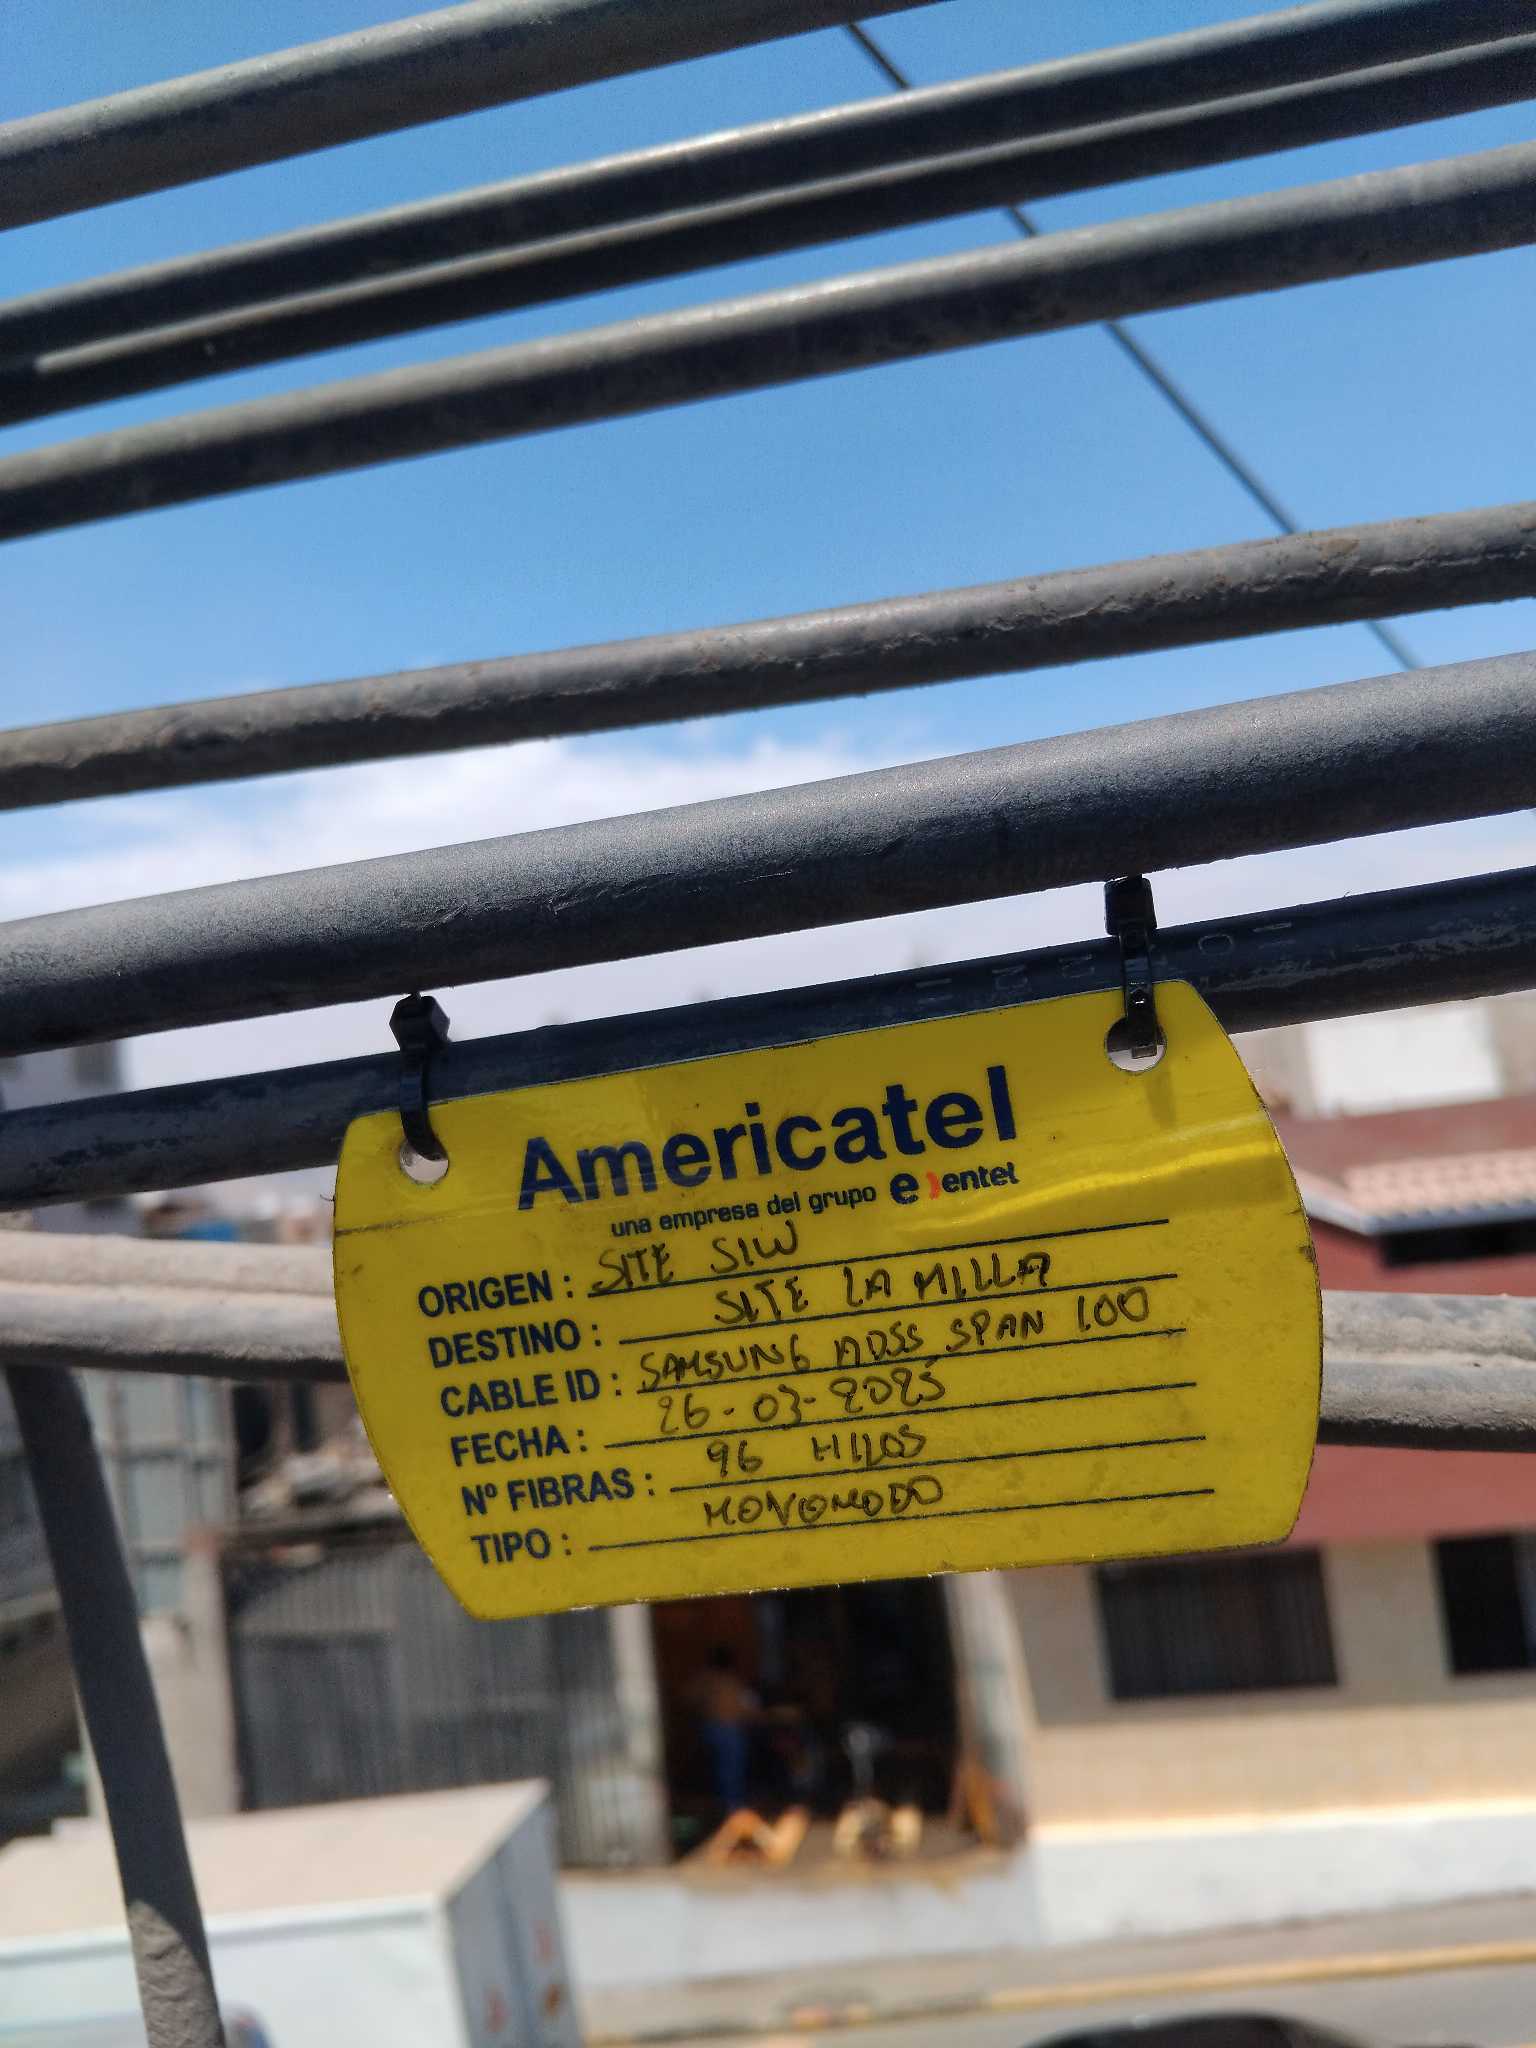 Americatel
una empresa del grupo e) entel
ORIGEN : SITE SIW
DESTINO : SITE LA MILLA
CABLE ID : SAMSUNG ADSS SPAN 100
FECHA : 26-03-2025
Nº FIBRAS : 96 HILOS
TIPO : MONOMODO